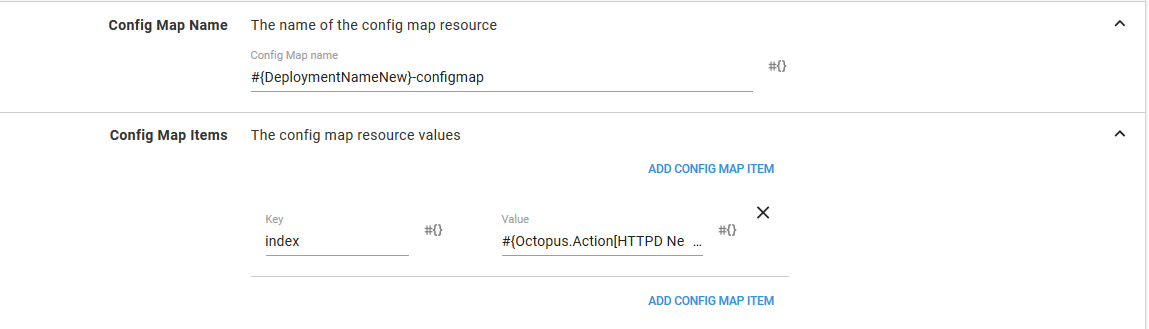 Config Map Name The name of the config map resource
Config Map name
#{DeploymentNameNew}-configmap #{}
Config Map Items The config map resource values
ADD CONFIG MAP ITEM
Key Value
index #{} #{Octopus.Action[HTTPD Ne ... #{}
ADD CONFIG MAP ITEM